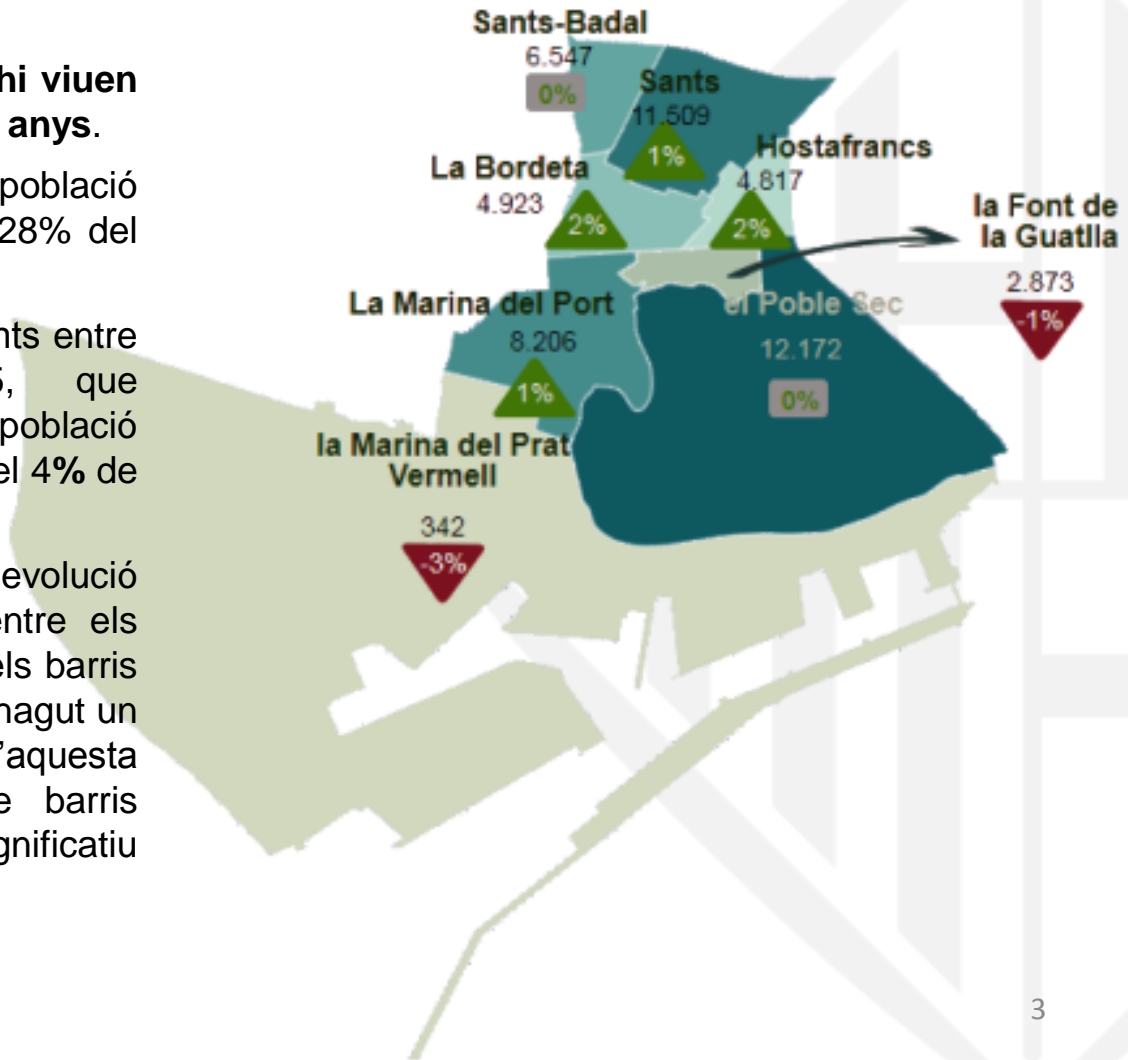 hi viuen
anys.
població
28% del
nts entre
5, que
població
el 4% de
evolució
entre els
els barris
hagut un
'aquesta
e barris
gnificatiu
Sants-Badal
6.547
0%
Sants
11.509
1%
La Bordeta
4.923
2%
Hostafrancs
4.817
2%
la Font de
la Guatlla
2.873
-1%
La Marina del Port
8.206
1%
el Poble Sec
12.172
0%
la Marina del Prat
Vermell
342
-3%
3